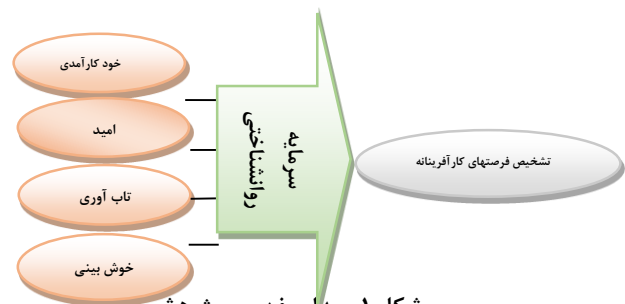 خود کارآمدی
امید
تاب آوری
خوش بینی
سرمایه
روانشناختی
تشخیص فرصتهای کارآفرینانه